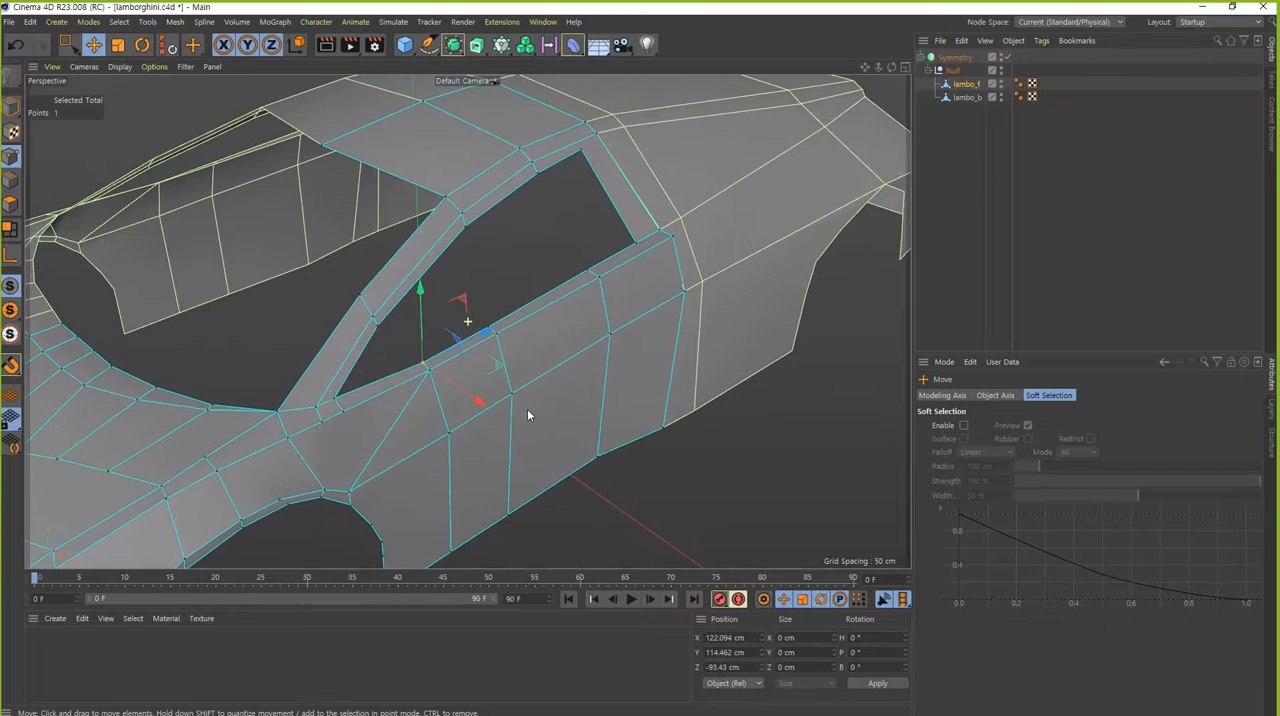 Cinema 4D R23.008 (RC) - [lamborghini.c4d *] - Main
File Edit Create Modes Select Tools Mesh Spline Volume MoGraph Character Animate Simulate Tracker Render Extensions Window Help
Node Space: Current (Standard/Physical) Layout: Startup
View Cameras Display Options Filter Panel
Perspective
Default Camera
Selected Total
Points 1
Grid Spacing : 50 cm
File Edit View Object Tags Bookmarks
Symmetry
Null
lambo_f
lambo_b
Objects
Takes
Content Browser
Mode Edit User Data
Move
Modeling Axis Object Axis Soft Selection
Soft Selection
Enable Preview
Surface Rubber Restrict
Falloff Linear Mode All
Radius 100 cm
Strength 100 %
Width 50 %
0.8
0.4
0.0 0.2 0.4 0.6 0.8 1.0
Attributes
Layers
Structure
0 5 10 15 20 25 30 35 40 45 50 55 60 65 70 75 80 85 90 0 F
0 F 0 F 90 F 90 F
Create Edit View Select Material Texture
Position Size Rotation
X 122.094 cm X 0 cm H 0 °
Y 114.462 cm Y 0 cm P 0 °
Z -93.43 cm Z 0 cm B 0 °
Object (Rel) Size Apply
Move: Click and drag to move elements. Hold down SHIFT to quantize movement / add to the selection in point mode, CTRL to remove.